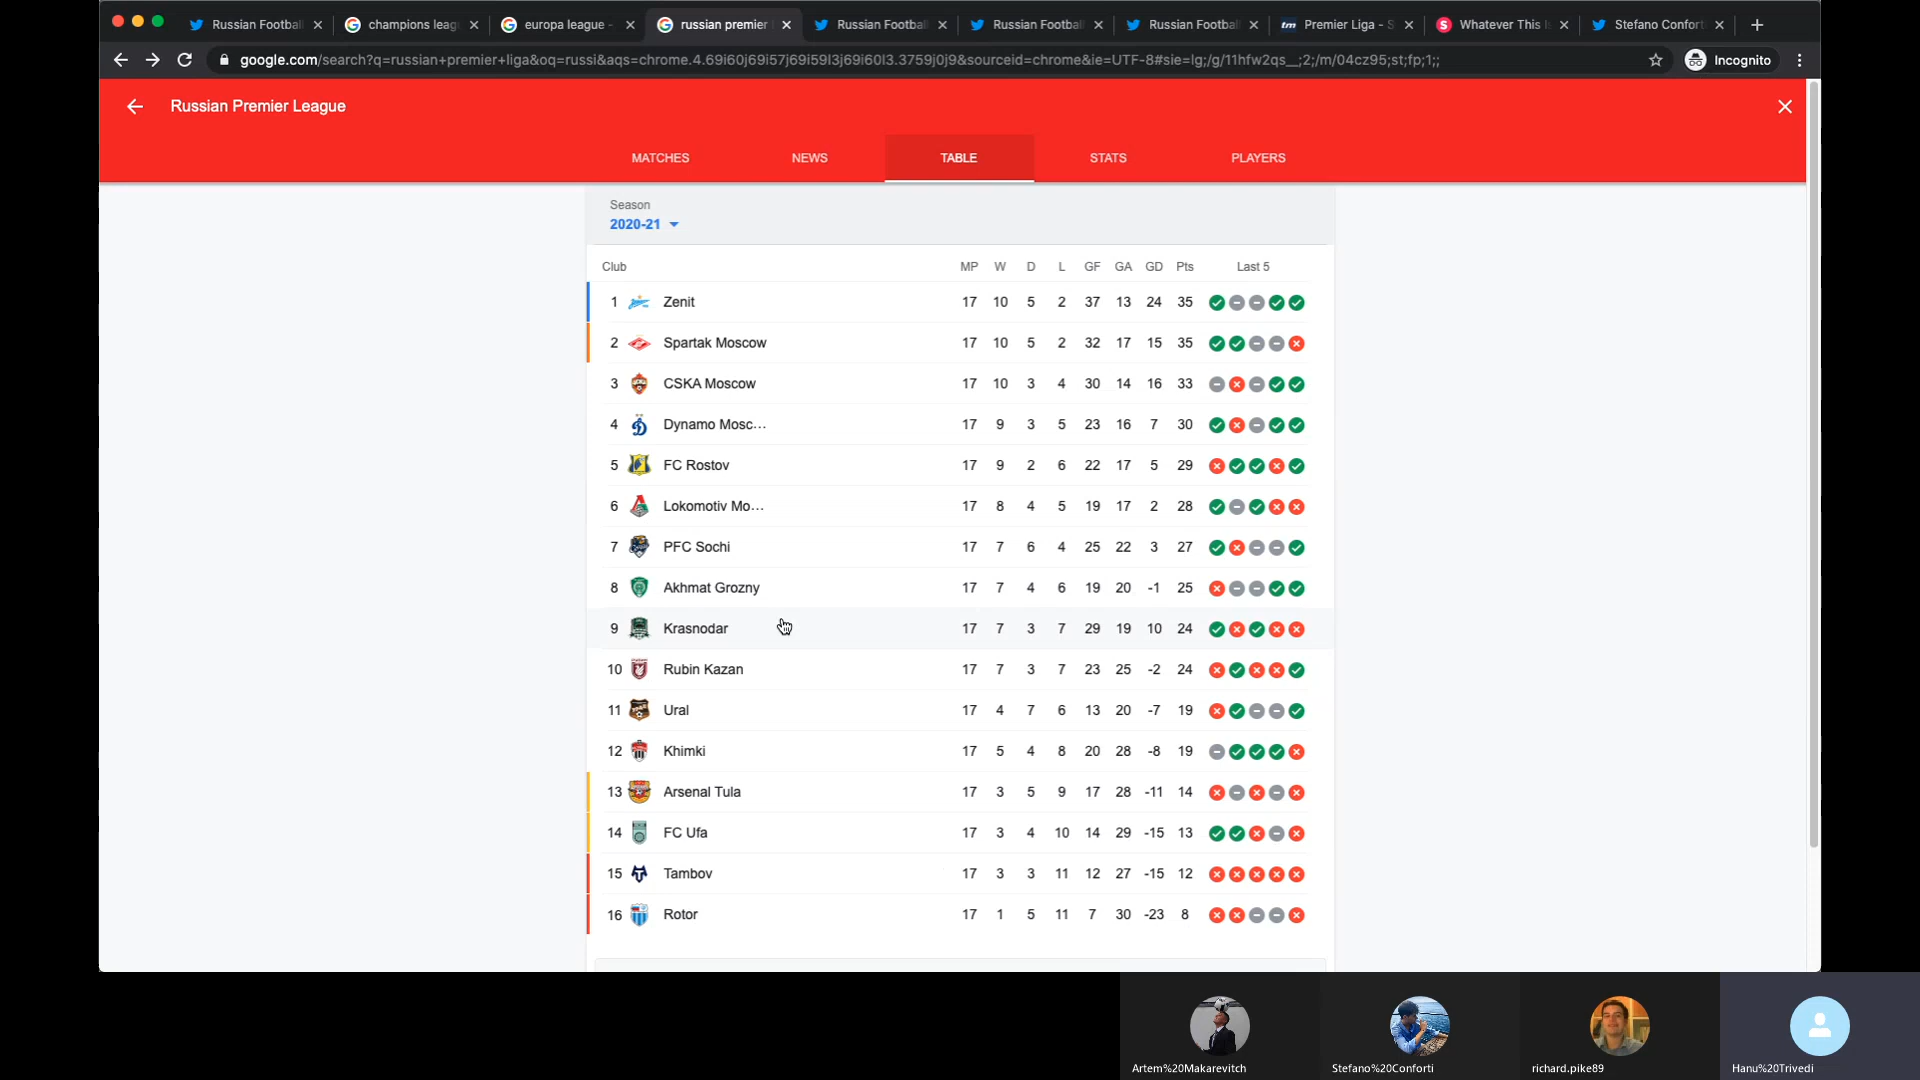 Russian Football
champions leag
europa league -
russian premier
Russian Football
Russian Football
Russian Football
tm Premier Liga - S
S Whatever This I
Stefano Confort
google.com/search?q=russian+premier+liga&oq=russi&aqs=chrome.4.69i60j69i57j69i59l3j69i60l3.3759j0j9&sourceid=chrome&ie=UTF-8#sie=lg;/g/11hfw2qs__;2;/m/04cz95;st;fp;1;;
Incognito
Russian Premier League
MATCHES NEWS TABLE STATS PLAYERS
Season
2020-21
Club MP W D L GF GA GD Pts Last 5
1 Zenit 17 10 5 2 37 13 24 35
2 Spartak Moscow 17 10 5 2 32 17 15 35
3 CSKA Moscow 17 10 3 4 30 14 16 33
4 Dynamo Mosc... 17 9 3 5 23 16 7 30
5 FC Rostov 17 9 2 6 22 17 5 29
6 Lokomotiv Mo... 17 8 4 5 19 17 2 28
7 PFC Sochi 17 7 6 4 25 22 3 27
8 Akhmat Grozny 17 7 4 6 19 20 -1 25
9 Krasnodar 17 7 3 7 29 19 10 24
10 Rubin Kazan 17 7 3 7 23 25 -2 24
11 Ural 17 4 7 6 13 20 -7 19
12 Khimki 17 5 4 8 20 28 -8 19
13 Arsenal Tula 17 3 5 9 17 28 -11 14
14 FC Ufa 17 3 4 10 14 29 -15 13
15 Tambov 17 3 3 11 12 27 -15 12
16 Rotor 17 1 5 11 7 30 -23 8
Artem%20Makarevitch
Stefano%20Conforti
richard.pike89
Hanu%20Trivedi